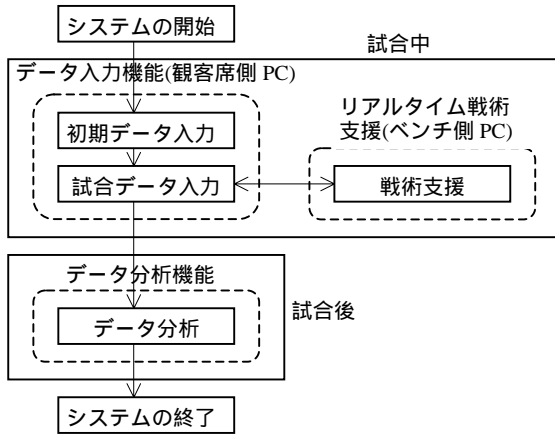 システムの開始
試合中
データ入力機能(観客席側 PC)
リアルタイム戦術
支援(ベンチ側 PC)
初期データ入力
試合データ入力
戦術支援
データ分析機能
データ分析
試合後
システムの終了